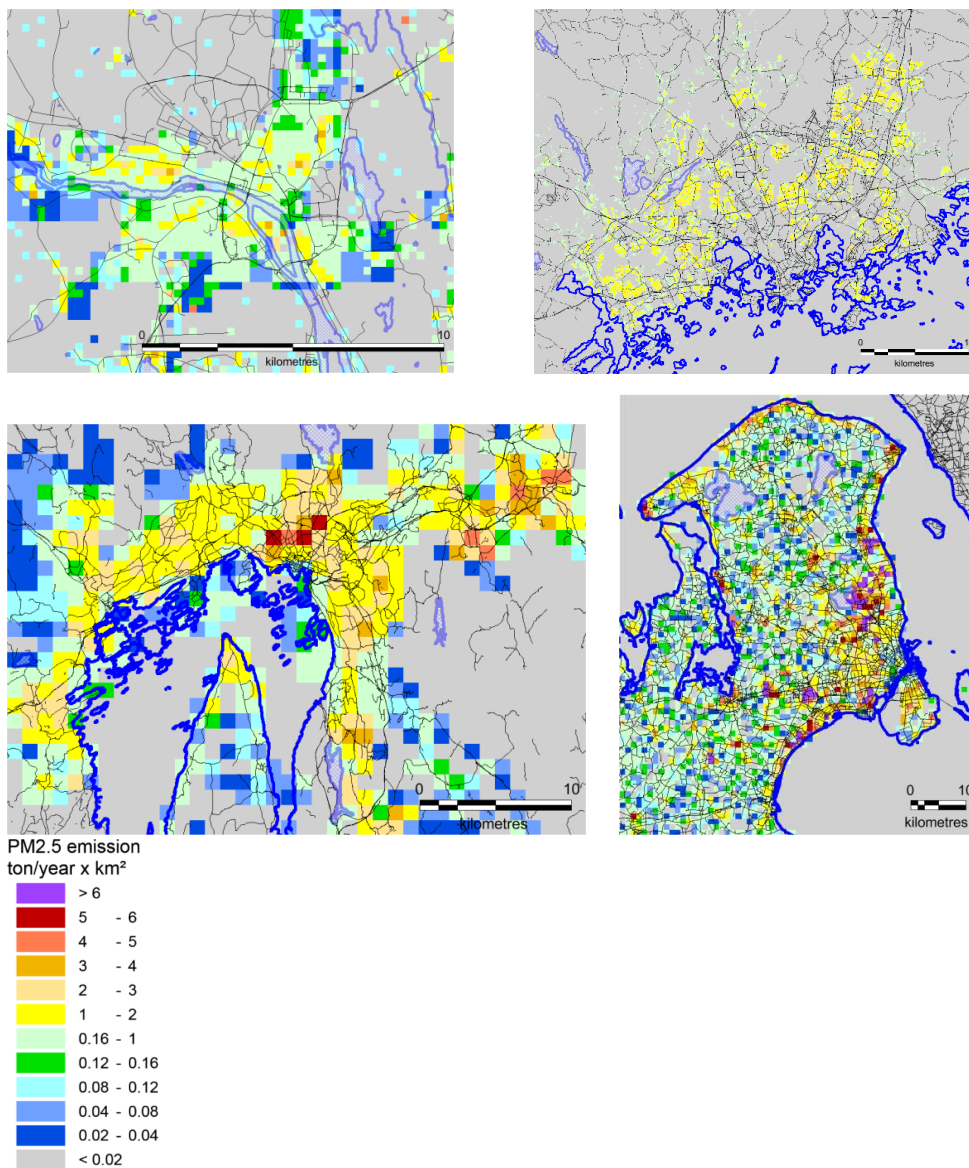 0
10
kilometres
0
1
kilometres
0
10
kilometres
0
10
kilometres
PM2.5 emission
ton/year x km²
> 6
5 - 6
4 - 5
3 - 4
2 - 3
1 - 2
0.16 - 1
0.12 - 0.16
0.08 - 0.12
0.04 - 0.08
0.02 - 0.04
< 0.02